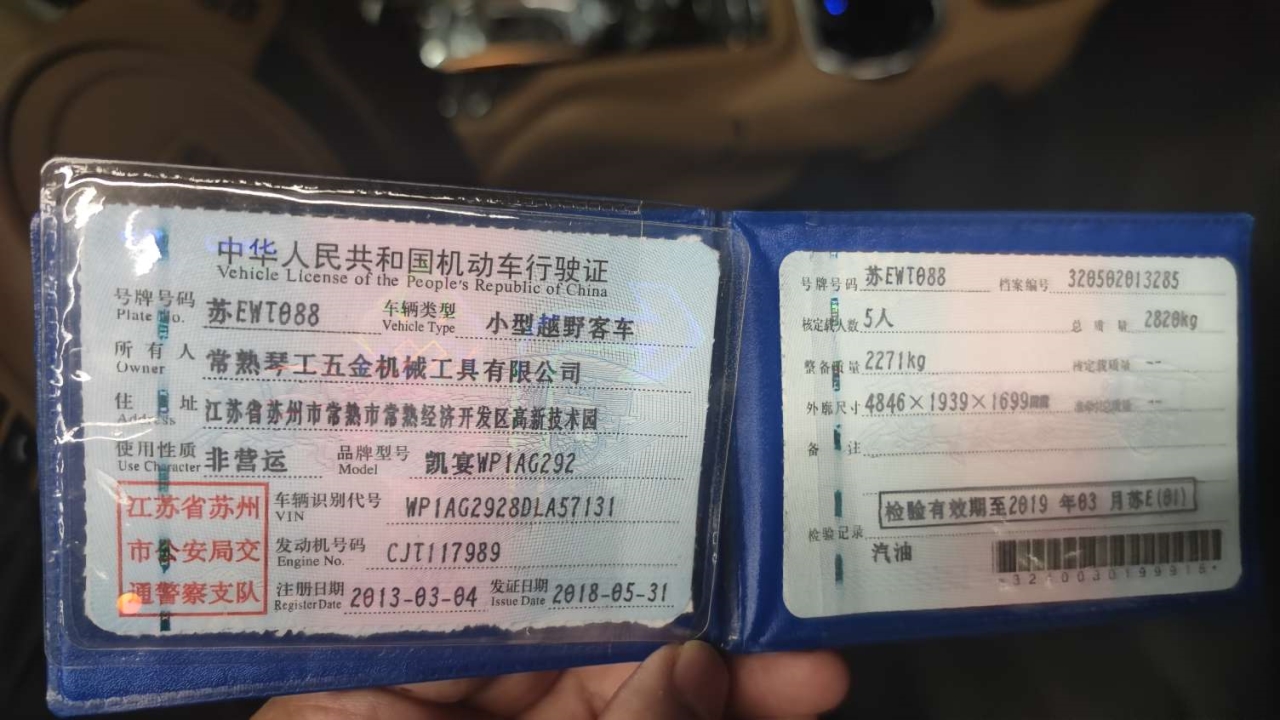 中华人民共和国机动车行驶证
Vehicle License of the People's Republic of China
号牌号码 苏EWT088 车辆类型 小型越野客车
Plate No. Vehicle Type
所有人 常熟琴工五金机械工具有限公司
Owner
住址 江苏省苏州市常熟市常熟经济开发区高新技术园
Address
使用性质 非营运 品牌型号 凯宴WP1AG292
Use Character Model
江苏省苏州
市公安局交
通警察支队
车辆识别代号 WP1AG2928DLA57131
VIN
发动机号码 CJT117989
Engine No.
注册日期 2013-03-04 发证日期 2018-05-31
Register Date Issue Date
号牌号码 苏EWT088 档案编号 320502013285
核定载人数 5人 总质量 2820kg
整备质量 2271kg 核定载质量 --
外廓尺寸 4846×1939×1699mm --
备注
检验有效期至2019 年03 月苏E(01)
检验记录
汽油